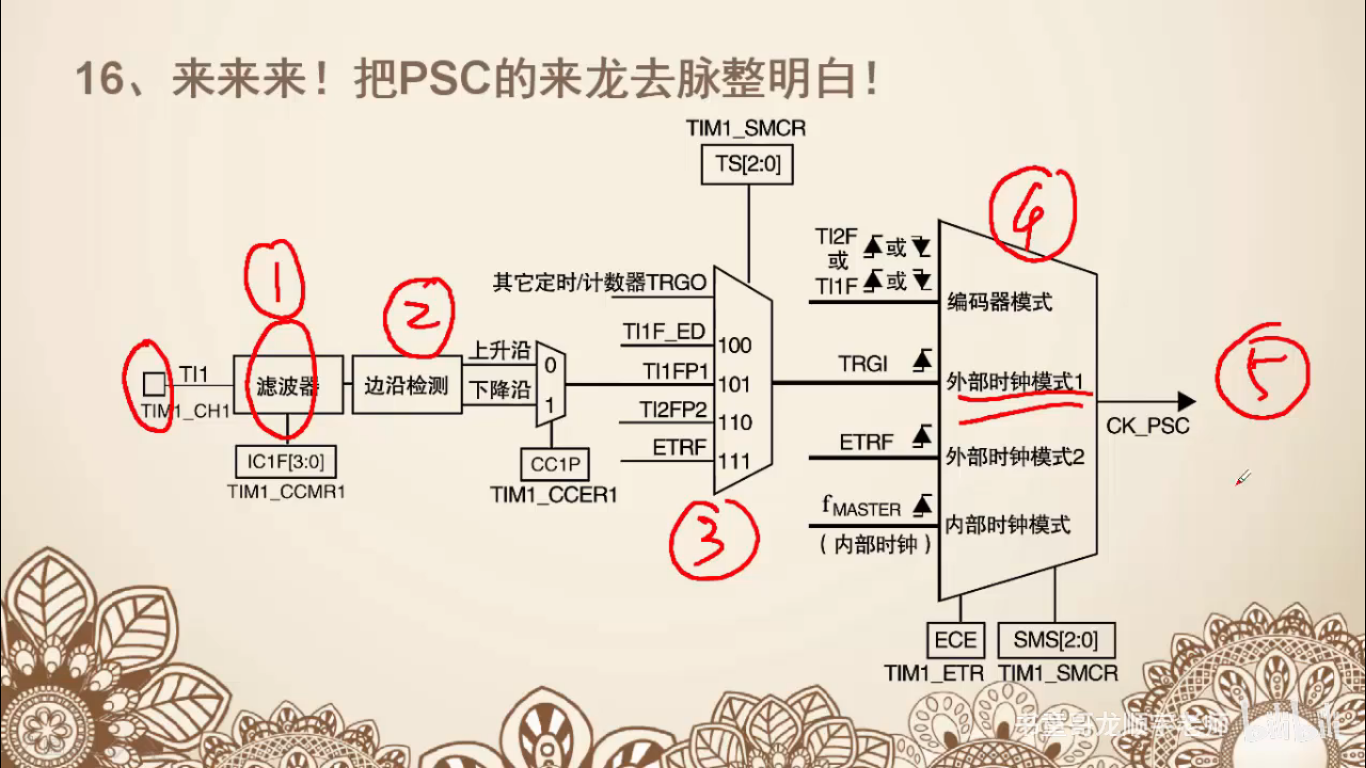 16、来来来！把PSC的来龙去脉整明白！
TIM1_SMCR
TS[2:0]
4
TI2F
或
或
TI1F
或
编码器模式
1
其它定时/计数器TRGO
2
TI1F_ED
100
上升沿
0
TRGI
外部时钟模式1
5
TI1
滤波器
边沿检测
TI1FP1
101
TIM1_CH1
下降沿
1
TI2FP2
110
CK_PSC
ETRF
111
ETRF
外部时钟模式2
IC1F[3:0]
CC1P
TIM1_CCMR1
TIM1_CCER1
fMASTER
内部时钟模式
3
（内部时钟）
ECE
SMS[2:0]
TIM1_ETR
TIM1_SMCR
bilibili